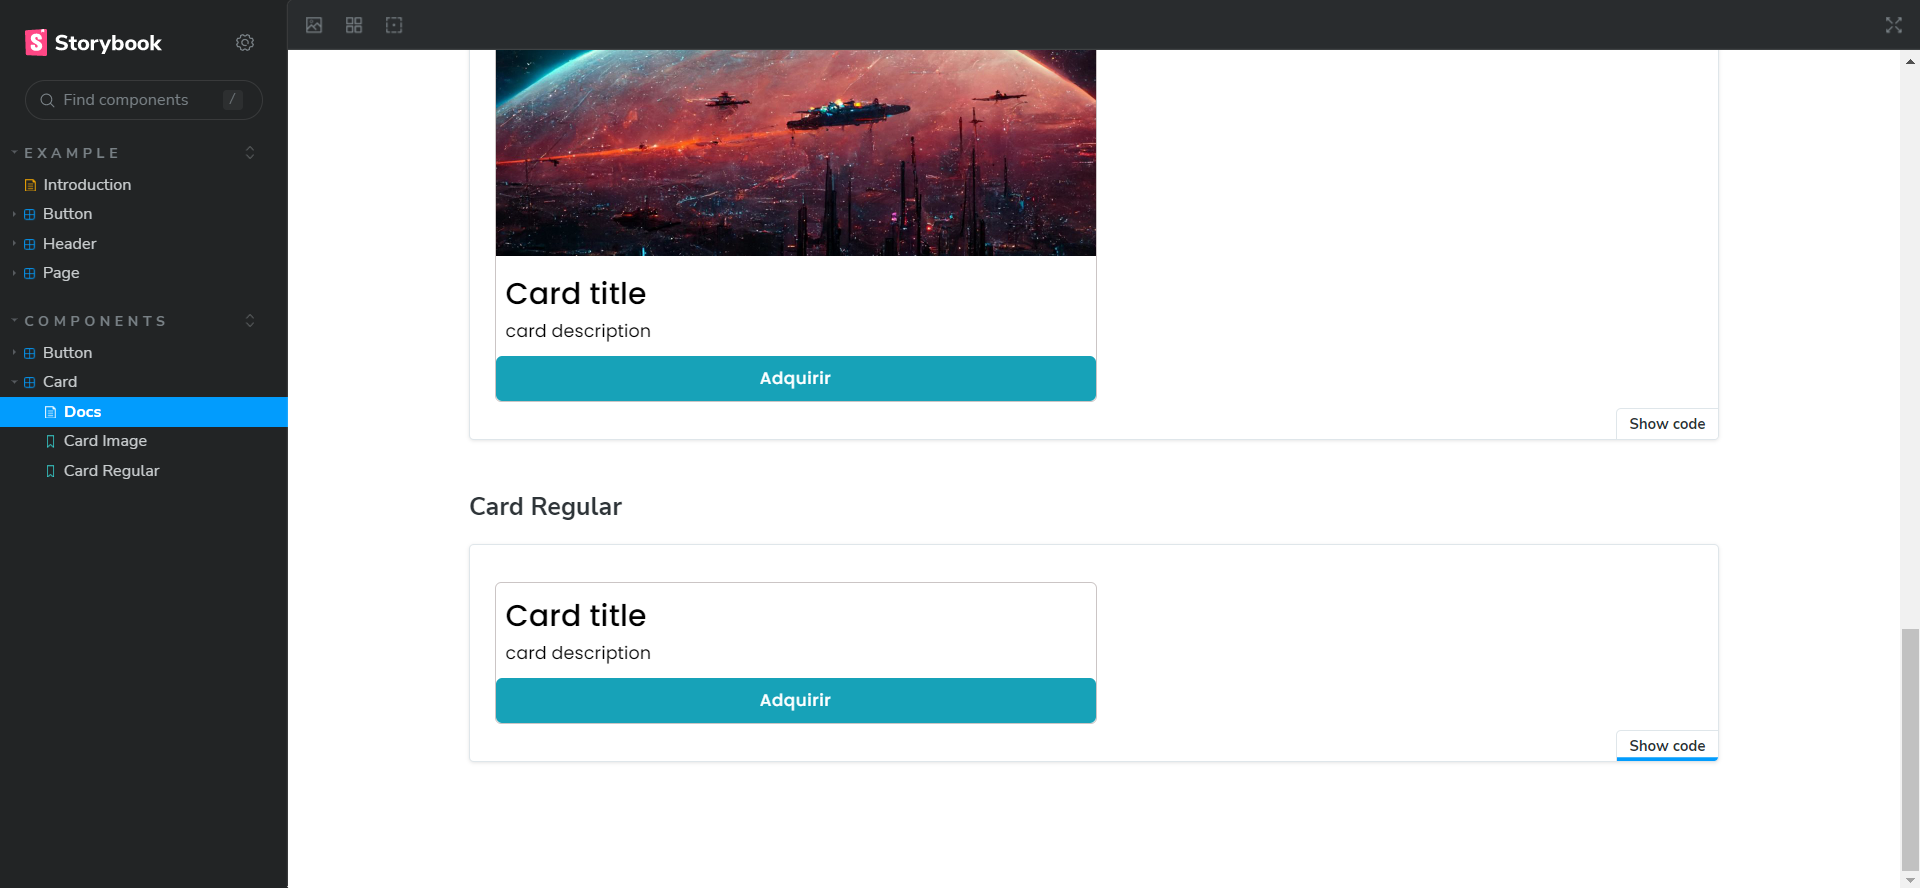 Storybook
Find components /
EXAMPLE
Introduction
Button
Header
Page
COMPONENTS
Button
Card
Docs
Card Image
Card Regular
Card title
card description
Adquirir
Show code
Card Regular
Card title
card description
Adquirir
Show code